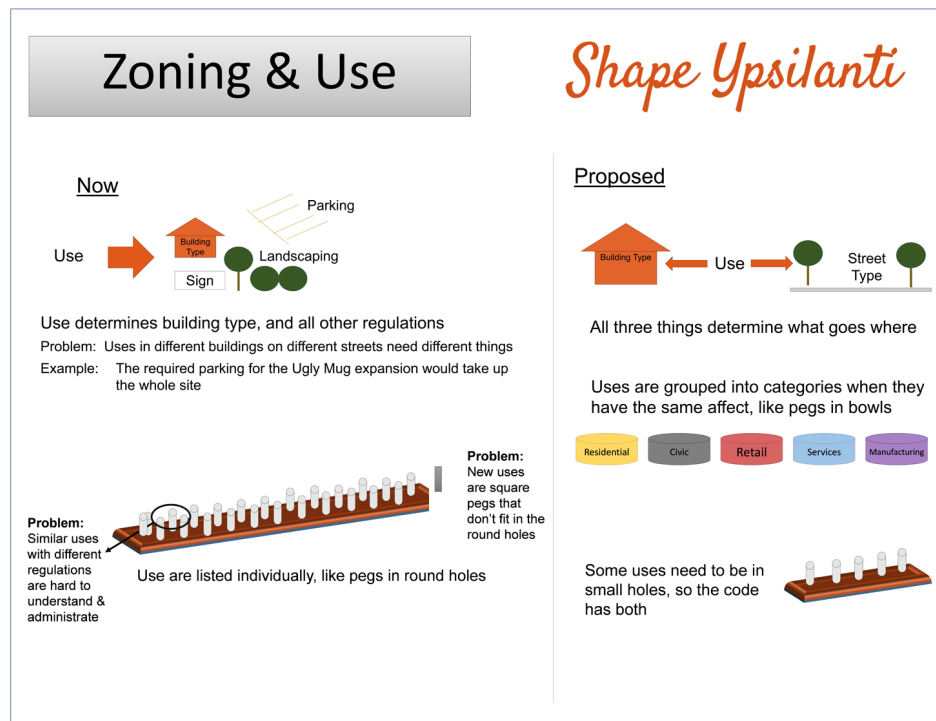 Zoning & Use
Shape Ypsilanti
Now
Parking
Use
Building
Type
Landscaping
Sign
Use determines building type, and all other regulations
Problem: Uses in different buildings on different streets need different things
Example: The required parking for the Ugly Mug expansion would take up
the whole site
Problem:
New uses
are square
pegs that
don't fit in the
round holes
Problem:
Similar uses
with different
regulations
are hard to
understand &
administrate
Use are listed individually, like pegs in round holes
Proposed
Building Type
Use
Street
Type
All three things determine what goes where
Uses are grouped into categories when they
have the same affect, like pegs in bowls
Residential
Civic
Retail
Services
Manufacturing
Some uses need to be in
small holes, so the code
has both